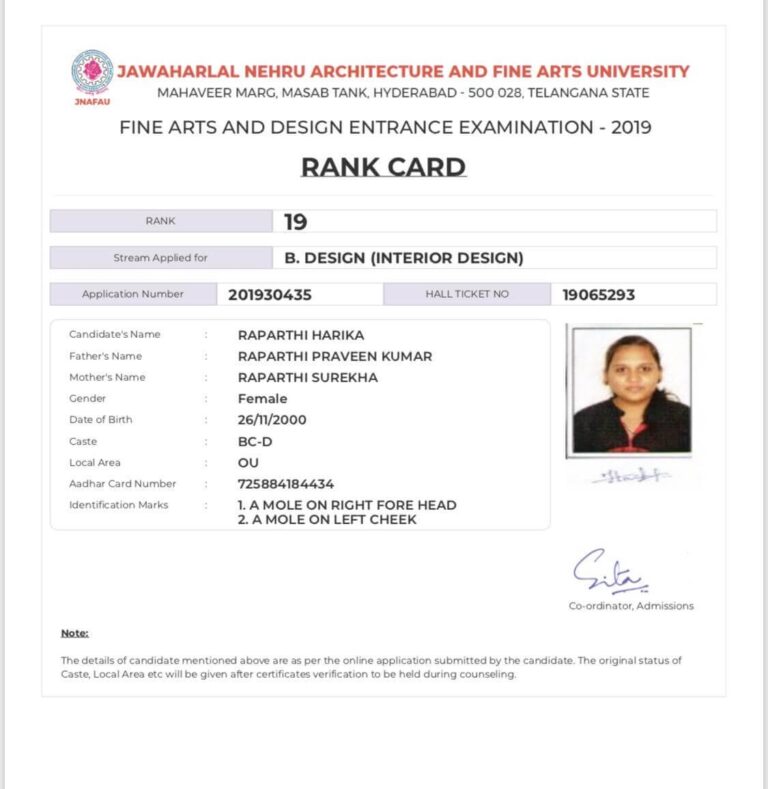 JAWAHARLAL NEHRU ARCHITECTURE AND FINE ARTS UNIVERSITY
JNAFAU
MAHAVEER MARG, MASAB TANK, HYDERABAD - 500 028, TELANGANA STATE
FINE ARTS AND DESIGN ENTRANCE EXAMINATION - 2019
RANK CARD
RANK 19
Stream Applied for B. DESIGN (INTERIOR DESIGN)
Application Number 201930435 HALL TICKET NO 19065293
Candidate's Name : RAPARTHI HARIKA
Father's Name : RAPARTHI PRAVEEN KUMAR
Mother's Name : RAPARTHI SUREKHA
Gender : Female
Date of Birth : 26/11/2000
Caste : BC-D
Local Area : OU
Aadhar Card Number : 725884184434
Identification Marks : 1. A MOLE ON RIGHT FORE HEAD
2. A MOLE ON LEFT CHEEK
Sita
Co-ordinator, Admissions
Note:
The details of candidate mentioned above are as per the online application submitted by the candidate. The original status of
Caste, Local Area etc will be given after certificates verification to be held during counseling.